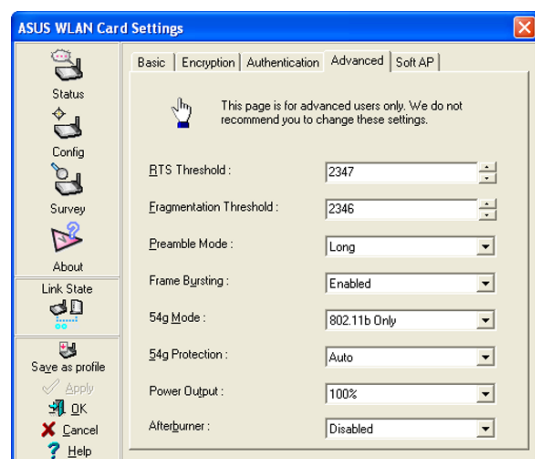 ASUS WLAN Card Settings
Status
Config
Survey
About
Link State
Save as profile
Apply
OK
Cancel
Help
Basic
Encryption
Authentication
Advanced
Soft AP
This page is for advanced users only. We do not
recommend you to change these settings.
RTS Threshold :
2347
Fragmentation Threshold :
2346
Preamble Mode :
Long
Frame Bursting :
Enabled
54g Mode :
802.11b Only
54g Protection :
Auto
Power Output :
100%
Afterburner :
Disabled